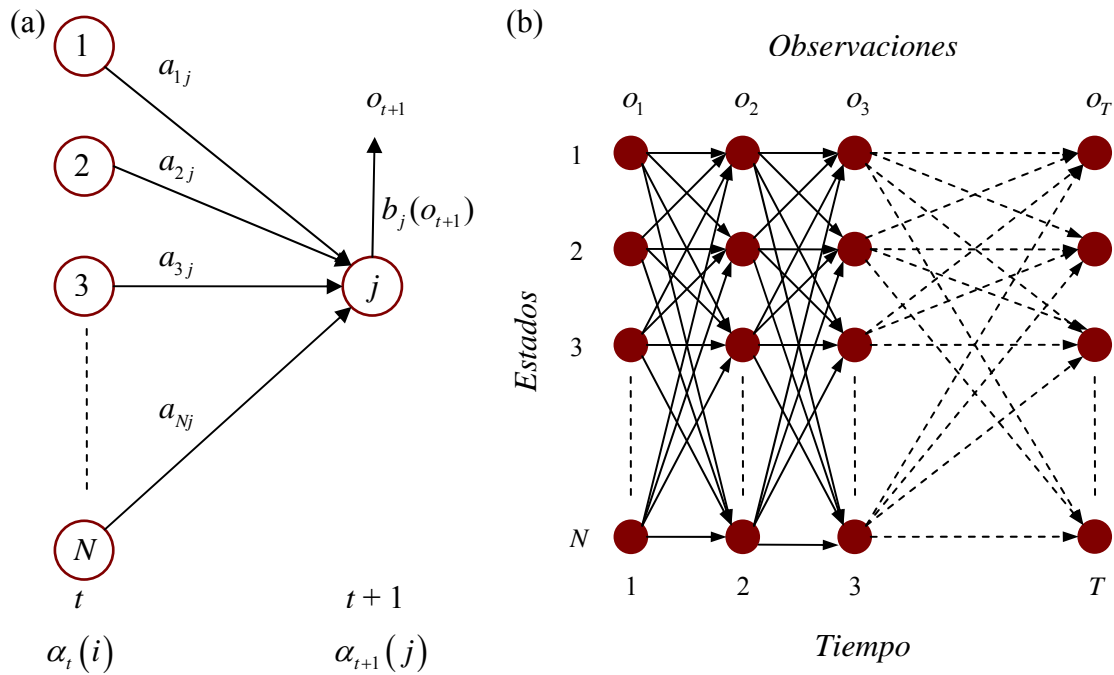 (a)
1
a_{1j}
2
a_{2j}
3
a_{3j}
a_{Nj}
N
o_{t+1}
b_j(o_{t+1})
j
t
t + 1
α_t(i)
α_{t+1}(j)
(b)
Observaciones
o_1 o_2 o_3 o_T
1
2
3
N
Estados
1 2 3 T
Tiempo